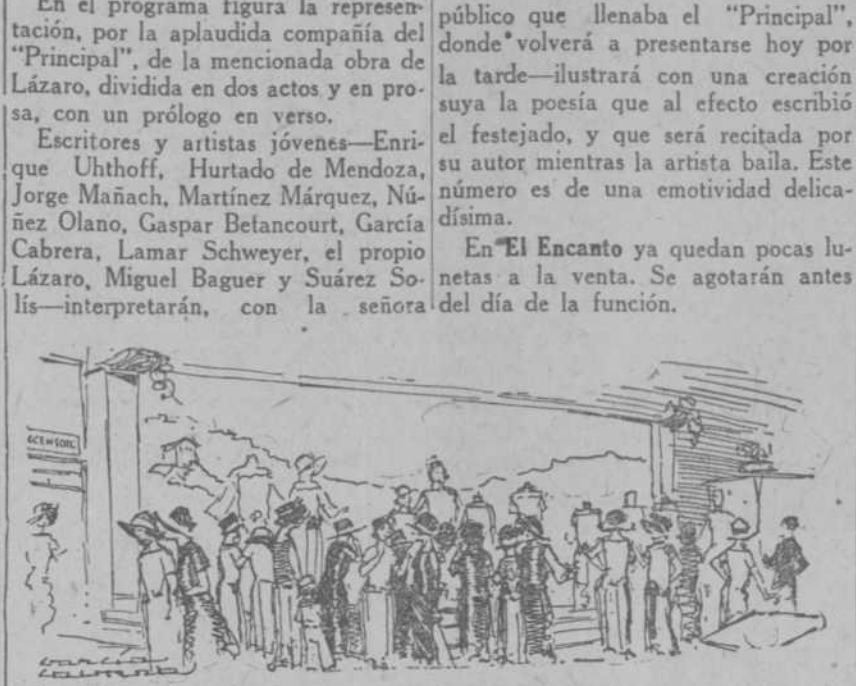 En el programa figura la represen-
tación, por la aplaudida compañía del
"Principal", de la mencionada obra de
Lázaro, dividida en dos actos y en pro-
sa, con un prólogo en verso.
Escritores y artistas jóvenes—Enri-
que Uhthoff, Hurtado de Mendoza,
Jorge Mañach, Martínez Márquez, Nú-
ñez Olano, Gaspar Betancourt, García
Cabrera, Lamar Schweyer, el propio
Lázaro, Miguel Baguer y Suárez So-
lís—interpretarán, con la señora
público que llenaba el "Principal",
donde volverá a presentarse hoy por
la tarde—ilustrará con una creación
suya la poesía que al efecto escribió
el festejado, y que será recitada por
su autor mientras la artista baila. Este
número es de una emotividad delica-
dísima.
En El Encanto ya quedan pocas lu-
netas a la venta. Se agotarán antes
del día de la función.